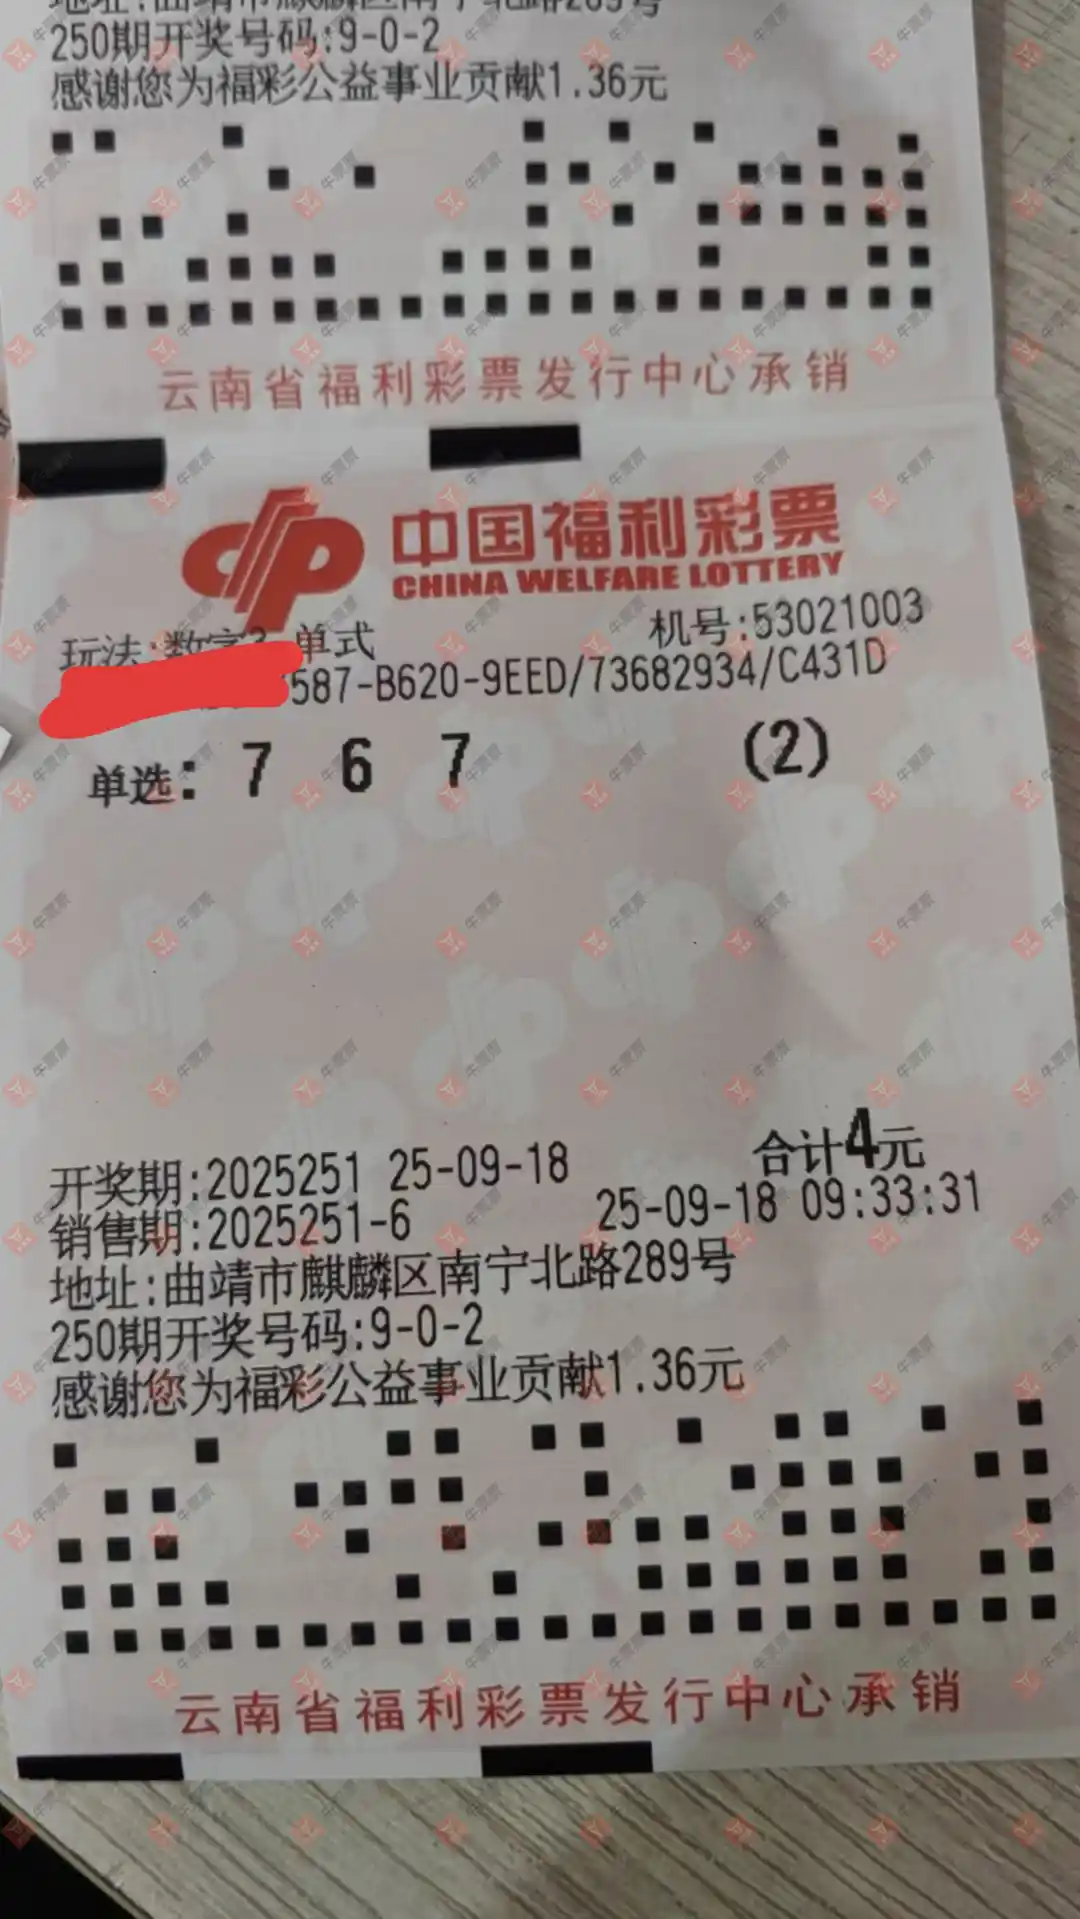 250期开奖号码:9-0-2
感谢您为福彩公益事业贡献1.36元
云南省福利彩票发行中心承销
中国福利彩票
CHINA WELFARE LOTTERY
玩法:数字3 单式 机号:53021003
587-B620-9EED/73682934/C431D
单选: 7 6 7 (2)
开奖期:2025251 25-09-18 合计4元
销售期:2025251-6 25-09-18 09:33:31
地址:曲靖市麒麟区南宁北路289号
250期开奖号码:9-0-2
感谢您为福彩公益事业贡献1.36元
云南省福利彩票发行中心承销